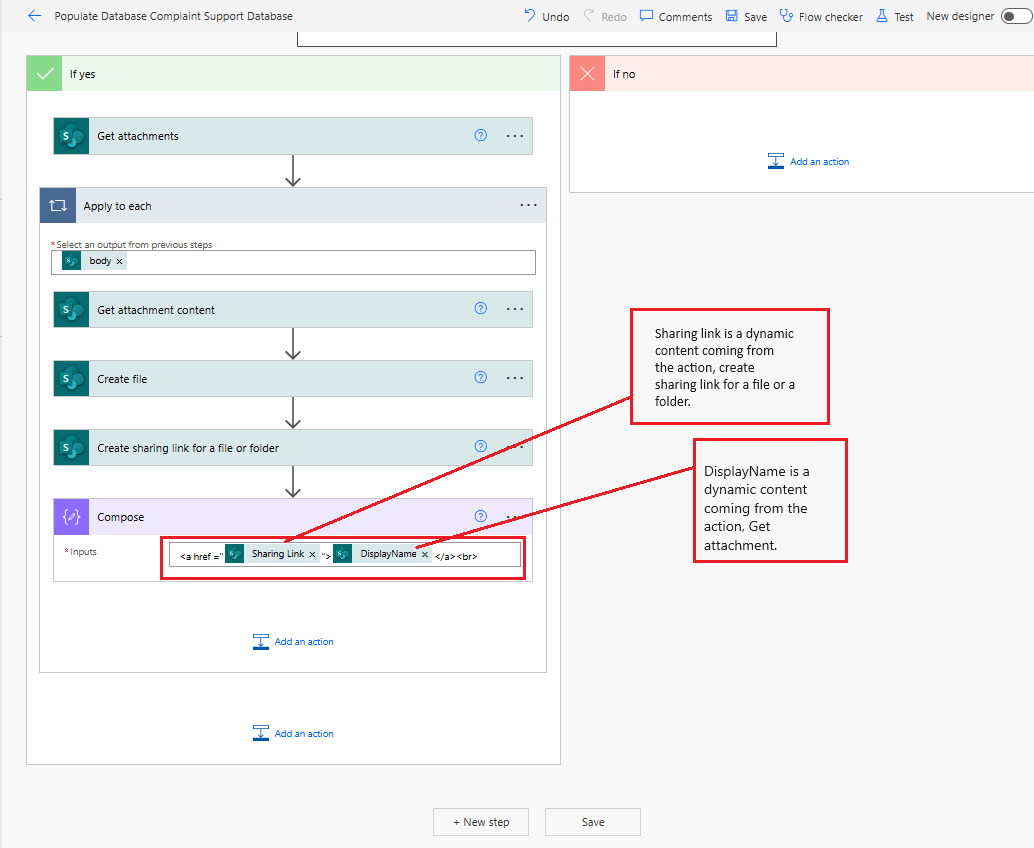 Populate Database Complaint Support Database
Undo
Redo
Comments
Save
Flow checker
Test
New designer
If yes
If no
Get attachments
Add an action
Apply to each
*Select an output from previous steps
body ×
Get attachment content
Create file
Create sharing link for a file or folder
Compose
* Inputs
<a href =" Sharing Link × "> DisplayName × </a><br>
Sharing link is a dynamic
content coming from
the action, create
sharing link for a file or a
folder.
DisplayName is a
dynamic content
coming from the
action, Get
attachment.
Add an action
Add an action
+ New step
Save